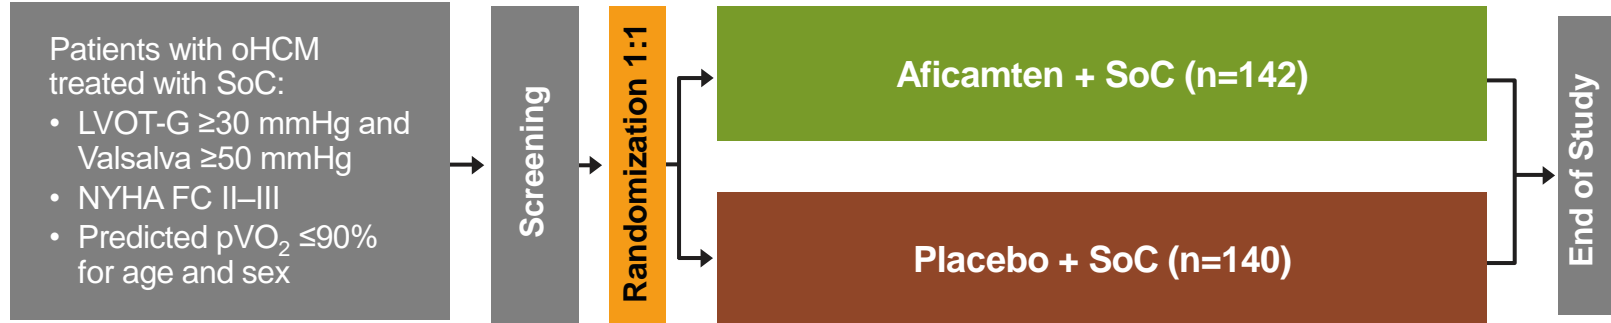 Patients with oHCM
treated with SoC:
• LVOT-G ≥30 mmHg and
Valsalva ≥50 mmHg
• NYHA FC II–III
• Predicted pVO₂ ≤90%
for age and sex
Screening
Randomization 1:1
Aficamten + SoC (n=142)
Placebo + SoC (n=140)
End of Study